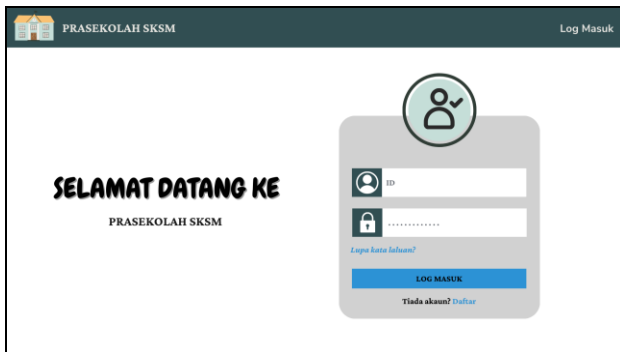 PRASEKOLAH SKSM
Log Masuk
SELAMAT DATANG KE
PRASEKOLAH SKSM
ID
.............
Lupa kata laluan?
LOG MASUK
Tiada akaun? Daftar